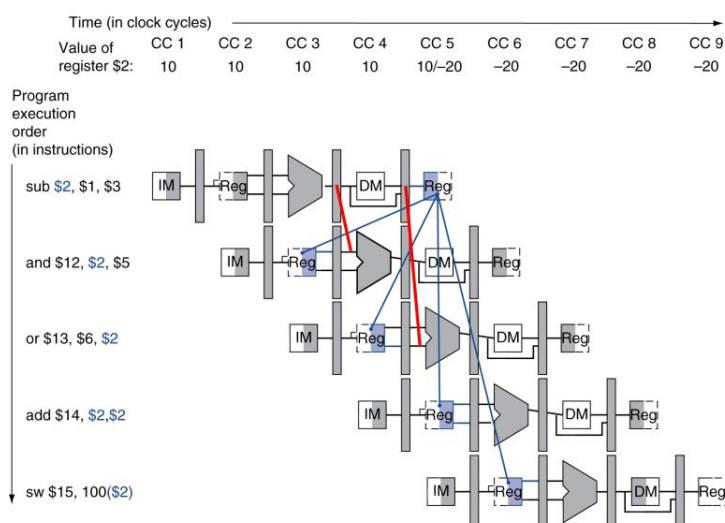 Time (in clock cycles)
Value of CC 1 CC 2 CC 3 CC 4 CC 5 CC 6 CC 7 CC 8 CC 9
register $2: 10 10 10 10 10/–20 –20 –20 –20 –20
Program
execution
order
(in instructions)
sub $2, $1, $3 IM Reg DM Reg
and $12, $2, $5 IM Reg DM Reg
or $13, $6, $2 IM Reg DM Reg
add $14, $2,$2 IM Reg DM Reg
sw $15, 100($2) IM Reg DM Reg